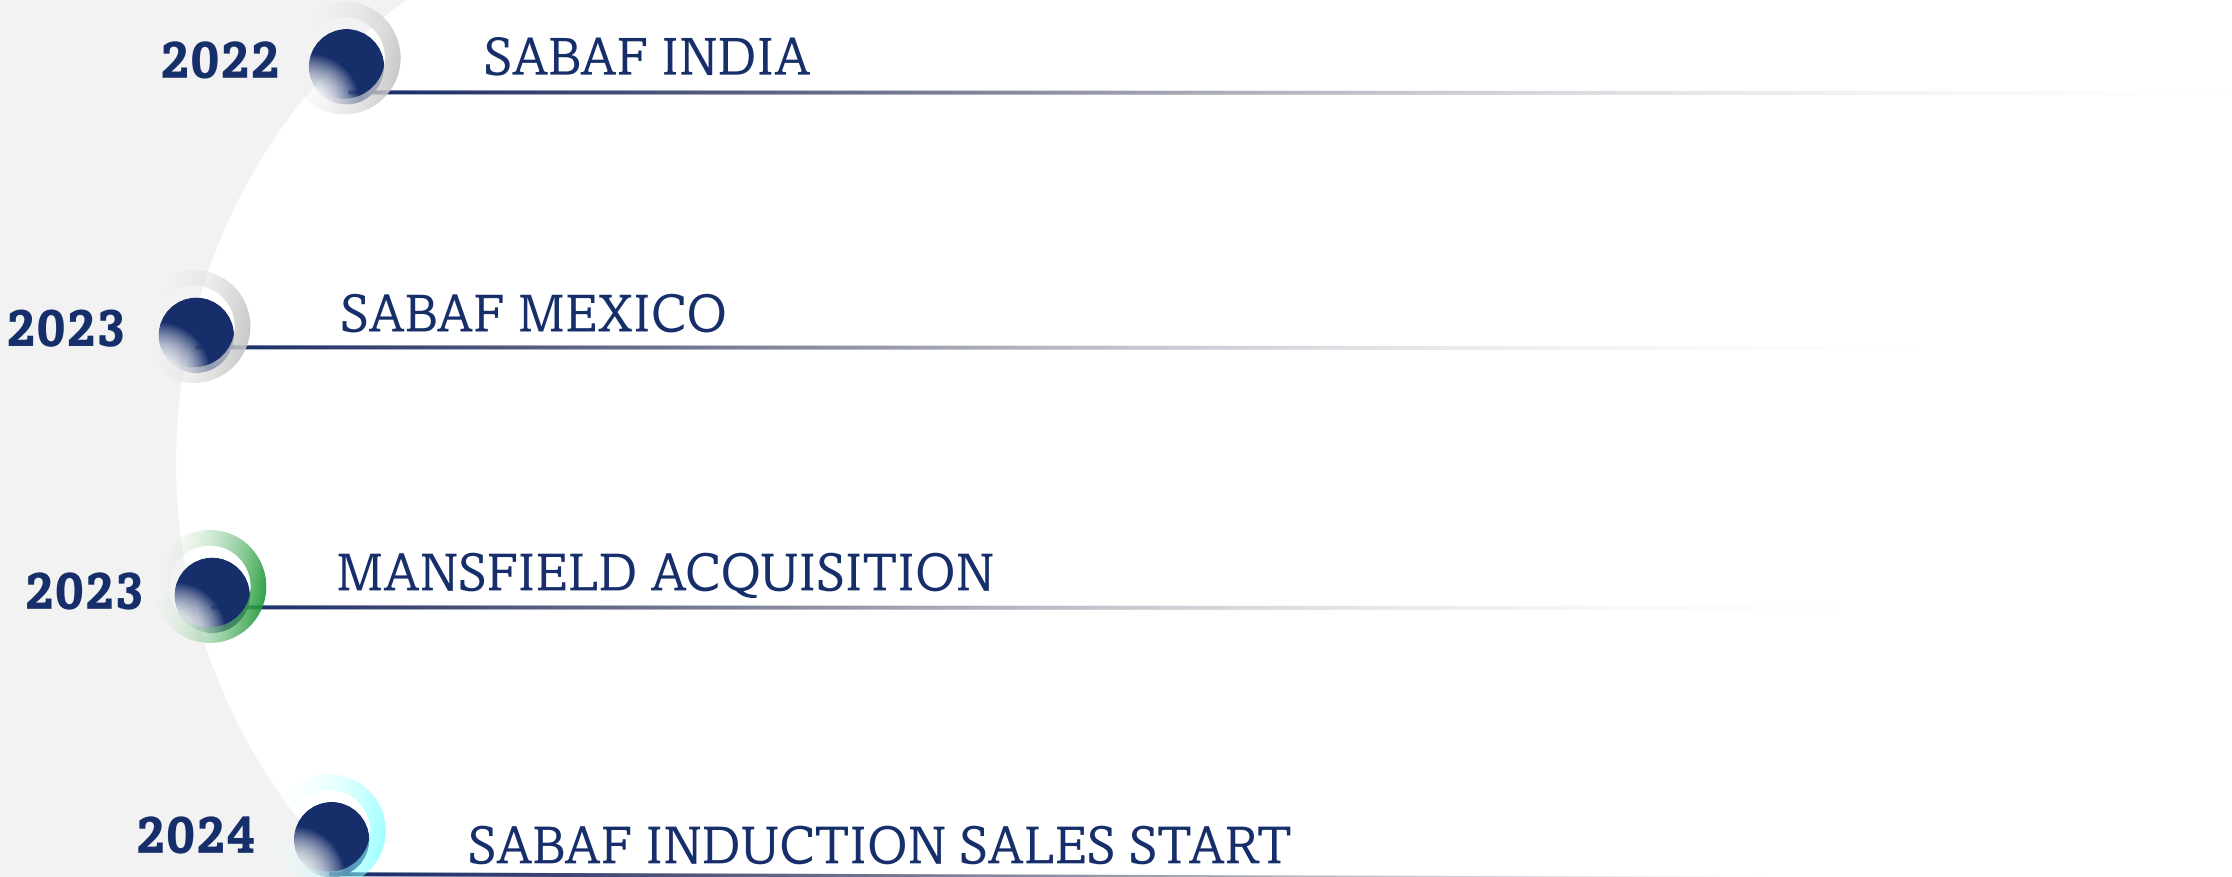 2022 SABAF INDIA
2023 SABAF MEXICO
2023 MANSFIELD ACQUISITION
2024 SABAF INDUCTION SALES START